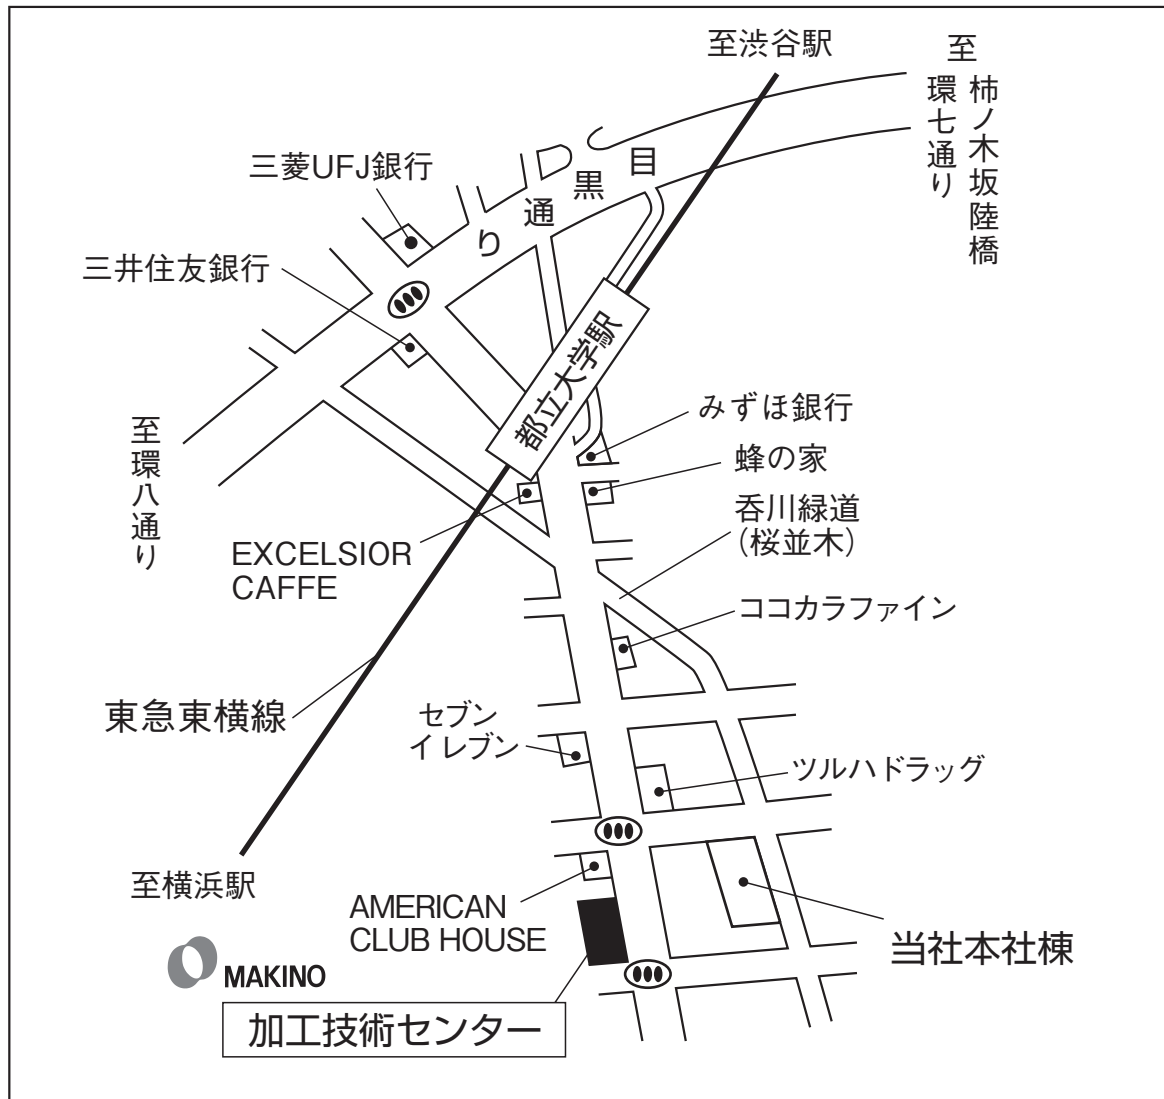 至渋谷駅
至
柿ノ木坂陸橋
環七通り
三菱UFJ銀行
目黒通り
三井住友銀行
都立大学駅
みずほ銀行
至環八通り
蜂の家
呑川緑道
(桜並木)
EXCELSIOR
CAFFE
ココカラファイン
東急東横線
セブン
イレブン
ツルハドラッグ
至横浜駅
AMERICAN
CLUB HOUSE
当社本社棟
MAKINO
加工技術センター